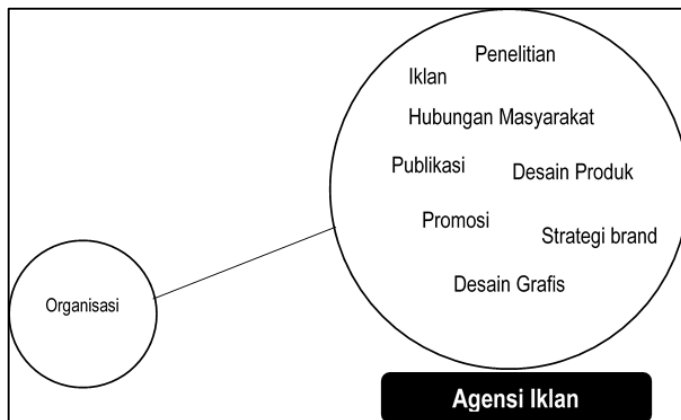 Penelitian
Iklan
Hubungan Masyarakat
Publikasi
Desain Produk
Promosi
Strategi brand
Desain Grafis
Organisasi
Agensi Iklan